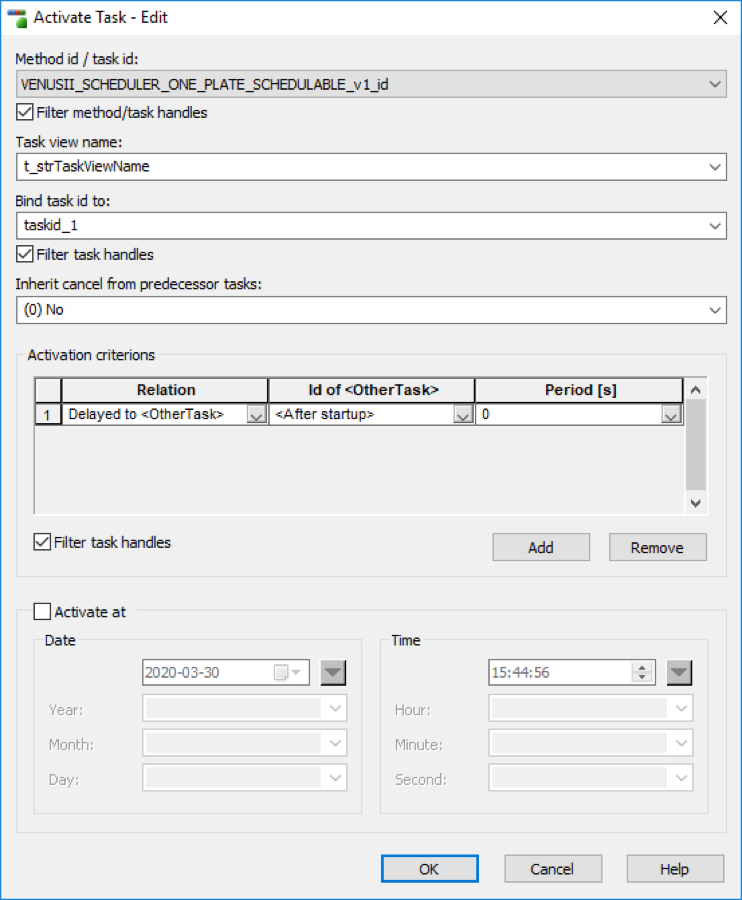 Activate Task - Edit
Method id / task id:
VENUSII_SCHEDULER_ONE_PLATE_SCHEDULABLE_v1_id
Filter method/task handles
Task view name:
t_strTaskViewName
Bind task id to:
taskid_1
Filter task handles
Inherit cancel from predecessor tasks:
(0) No
Activation criterions
Relation Id of <OtherTask> Period [s]
1 Delayed to <OtherTask> <After startup> 0
Filter task handles Add Remove
Activate at
Date Time
2020-03-30 15:44:56
Year: Hour:
Month: Minute:
Day: Second:
OK Cancel Help